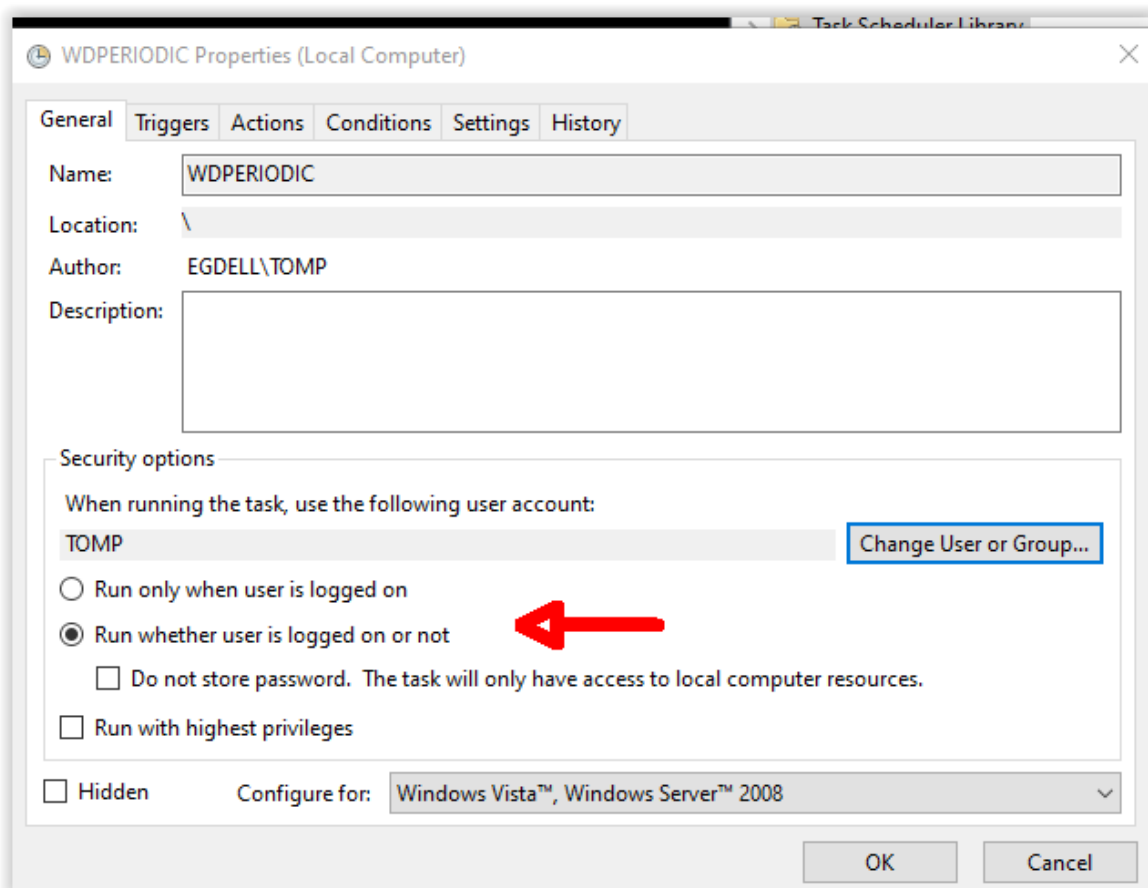 Task Scheduler Library
WDPERIODIC Properties (Local Computer)
General Triggers Actions Conditions Settings History
Name: WDPERIODIC
Location: \
Author: EGDELL\TOMP
Description:
Security options
When running the task, use the following user account:
TOMP Change User or Group...
Run only when user is logged on
Run whether user is logged on or not
Do not store password. The task will only have access to local computer resources.
Run with highest privileges
Hidden Configure for: Windows Vista™, Windows Server™ 2008
OK Cancel